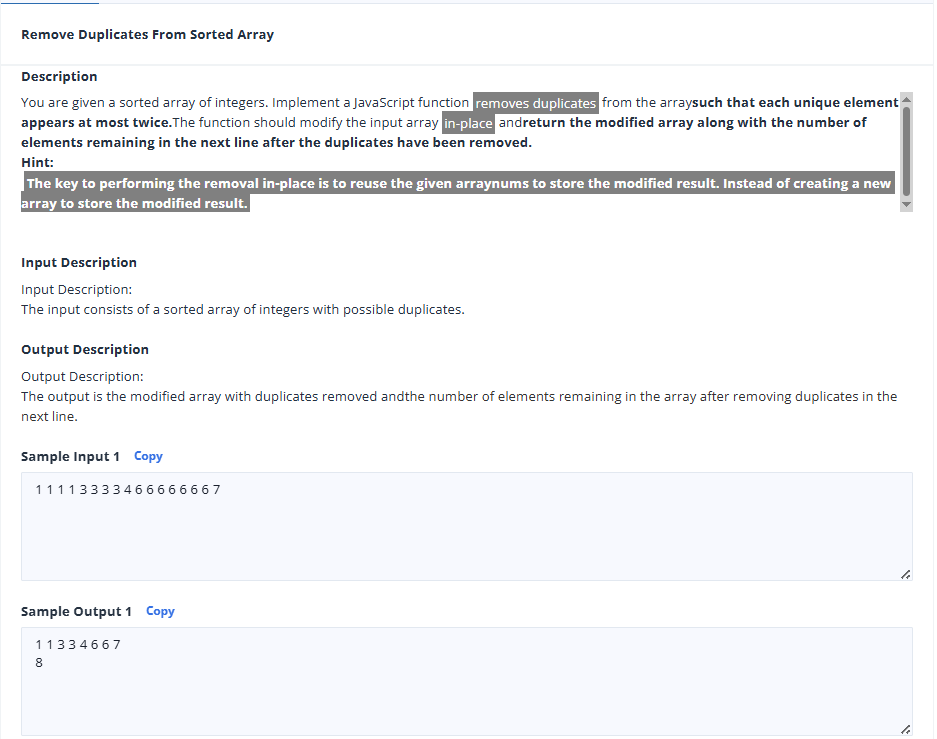 Remove Duplicates From Sorted Array
Description
You are given a sorted array of integers. Implement a JavaScript function removes duplicates from the arraysuch that each unique element
appears at most twice.The function should modify the input array in-place andreturn the modified array along with the number of
elements remaining in the next line after the duplicates have been removed.
Hint:
The key to performing the removal in-place is to reuse the given arraynums to store the modified result. Instead of creating a new
array to store the modified result.
Input Description
Input Description:
The input consists of a sorted array of integers with possible duplicates.
Output Description
Output Description:
The output is the modified array with duplicates removed andthe number of elements remaining in the array after removing duplicates in the
next line.
Sample Input 1 Copy
1 1 1 1 3 3 3 3 4 6 6 6 6 6 6 6 7
Sample Output 1 Copy
1 1 3 3 4 6 6 7
8